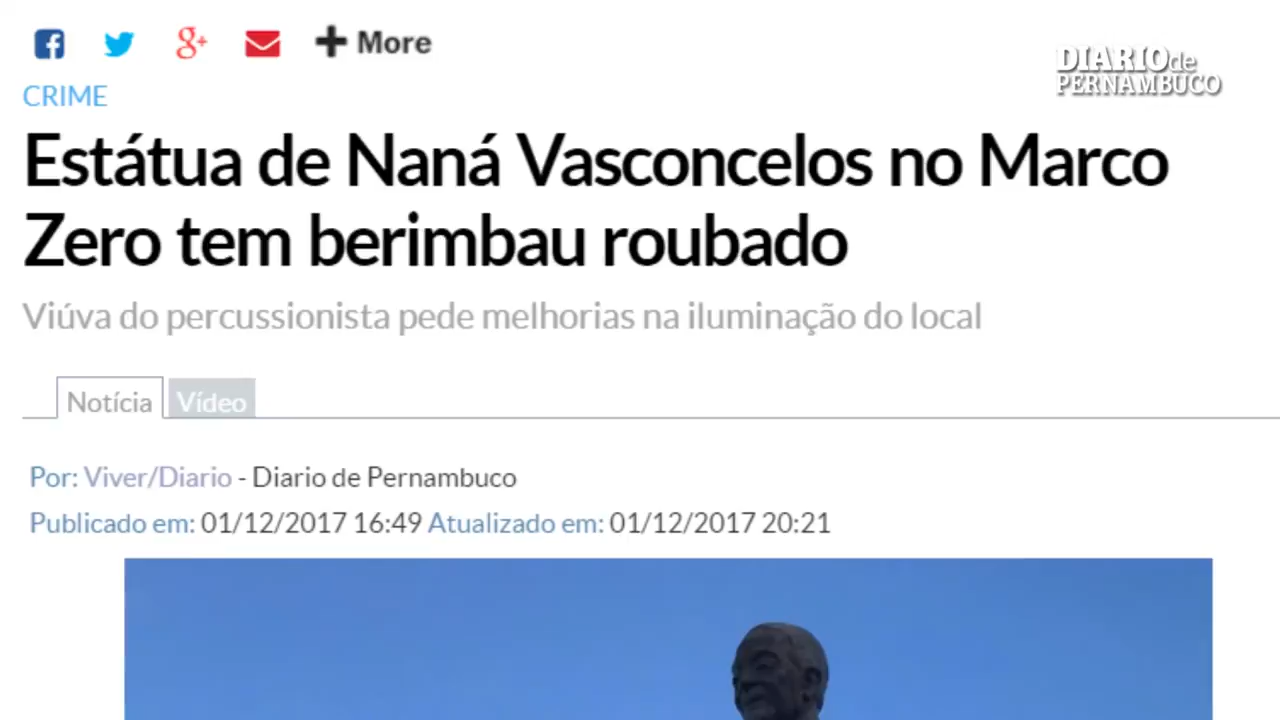 More
DIARIO de
PERNAMBUCO
CRIME
Estátua de Naná Vasconcelos no Marco
Zero tem berimbau roubado
Viúva do percussionista pede melhorias na iluminação do local
Notícia Vídeo
Por: Viver/Diario - Diario de Pernambuco
Publicado em: 01/12/2017 16:49 Atualizado em: 01/12/2017 20:21